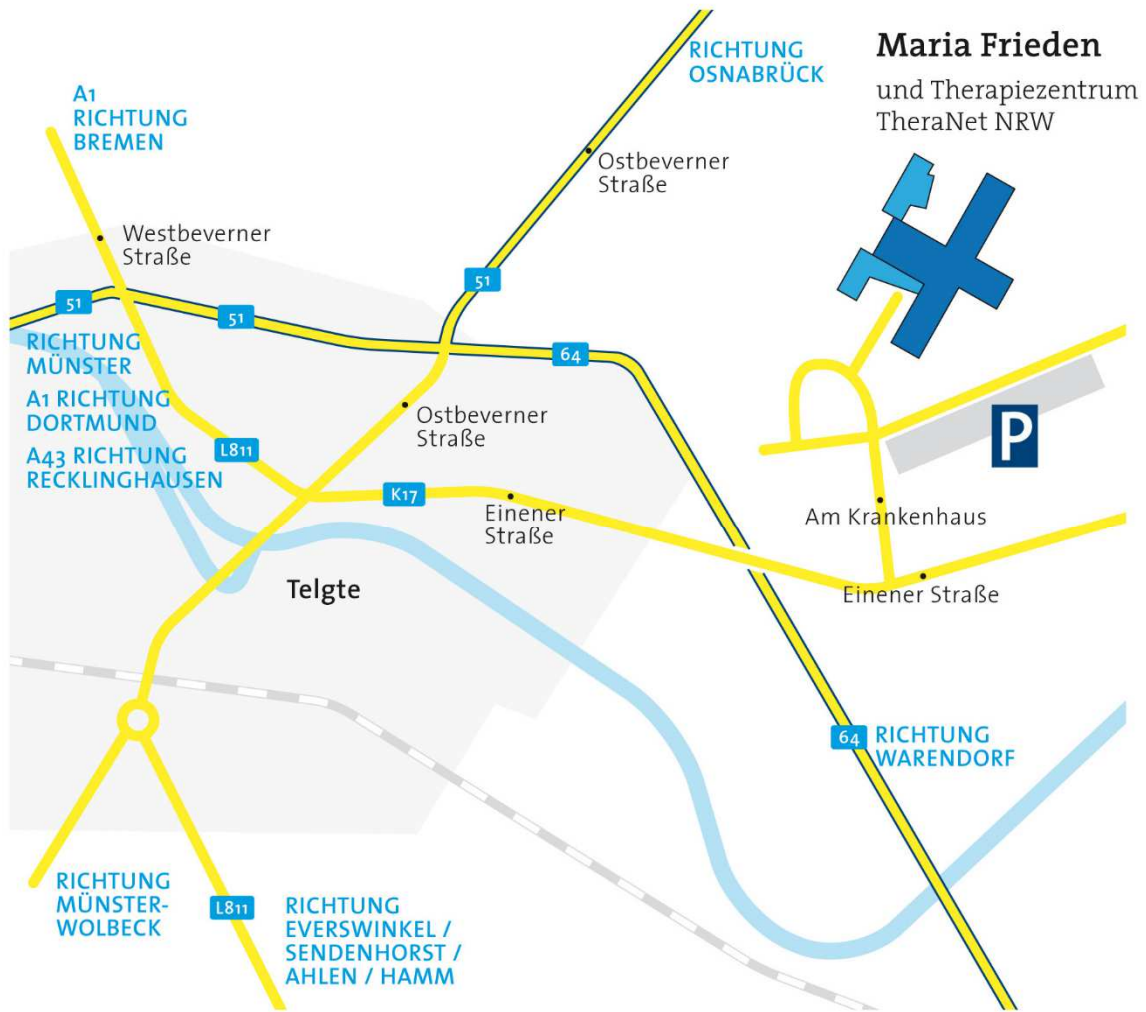 Maria Frieden
und Therapiezentrum
TheraNet NRW
RICHTUNG
OSNABRÜCK
A1
RICHTUNG
BREMEN
Ostbeverner
Straße
Westbeverner
Straße
51
51
51
64
RICHTUNG
MÜNSTER
A1 RICHTUNG
DORTMUND
A43 RICHTUNG
RECKLINGHAUSEN
Ostbeverner
Straße
P
L811
K17
Einener
Straße
Am Krankenhaus
Einener Straße
Telgte
64
RICHTUNG
WARENDORF
RICHTUNG
MÜNSTER-
WOLBECK
L811
RICHTUNG
EVERSWINKEL /
SENDENHORST /
AHLEN / HAMM